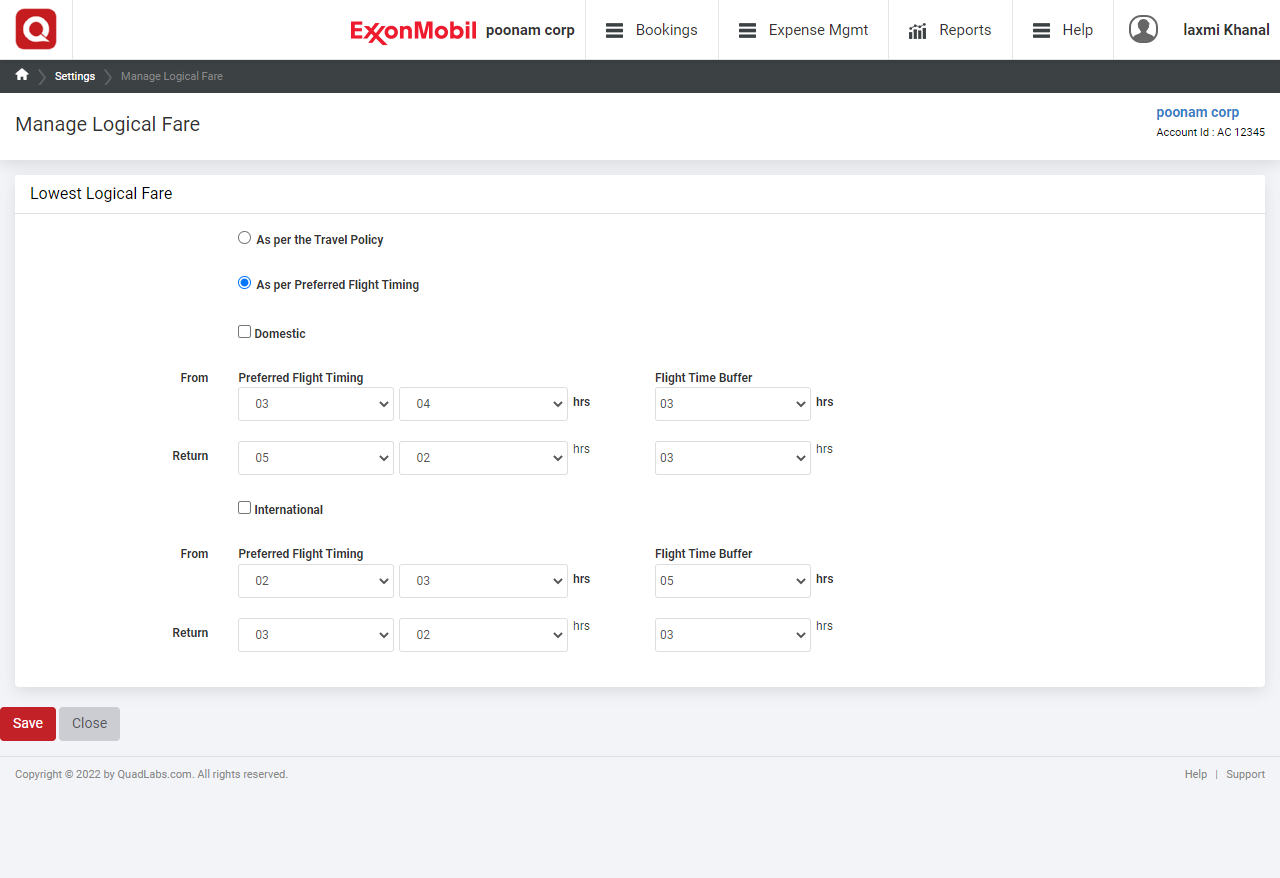 Q ExxonMobil poonam corp Bookings Expense Mgmt Reports Help laxmi Khanal
Settings Manage Logical Fare
Manage Logical Fare
poonam corp
Account Id : AC 12345
Lowest Logical Fare
As per the Travel Policy
As per Preferred Flight Timing
Domestic
From Preferred Flight Timing Flight Time Buffer
03 04 hrs 03 hrs
Return 05 02 hrs 03 hrs
International
From Preferred Flight Timing Flight Time Buffer
02 03 hrs 05 hrs
Return 03 02 hrs 03 hrs
Save Close
Copyright © 2022 by QuadLabs.com. All rights reserved. Help | Support